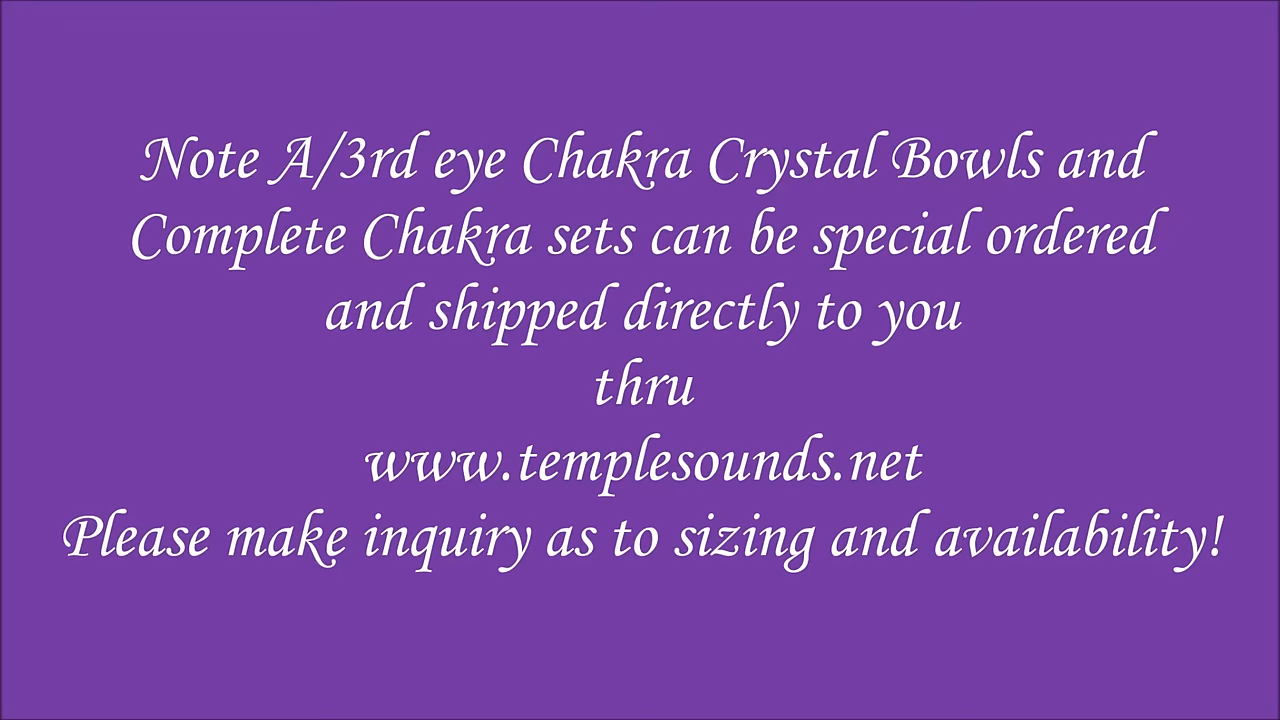 Note A/3rd eye Chakra Crystal Bowls and
Complete Chakra sets can be special ordered
and shipped directly to you
thru
www.templesounds.net
Please make inquiry as to sizing and availability!